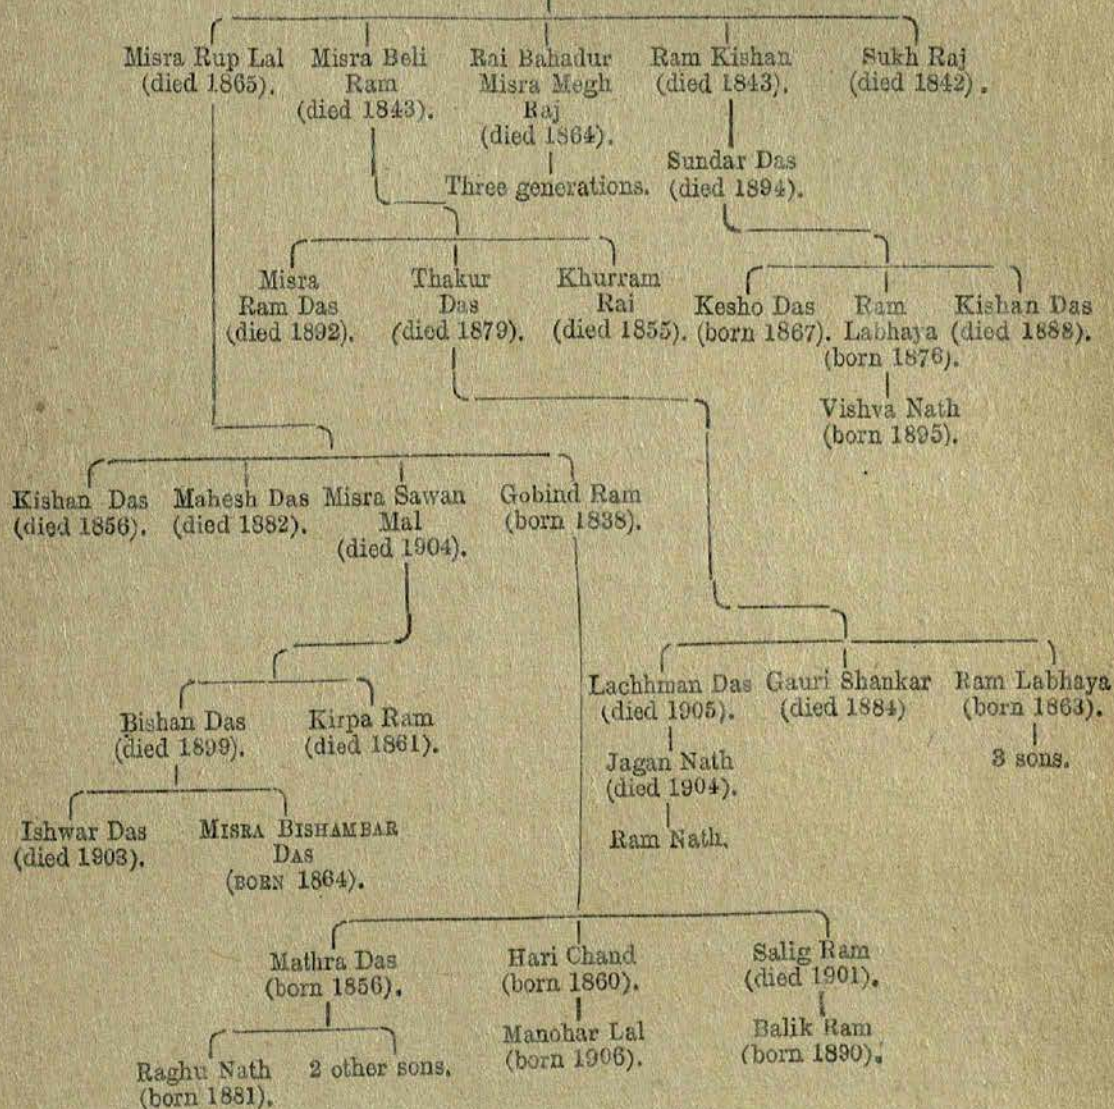 Misra Rup Lal
(died 1865).
Misra Beli
Ram
(died 1843).
Rai Bahadur
Misra Megh
Raj
(died 1864).
Ram Kishan
(died 1843).
Sukh Raj
(died 1842).
Three generations.
Sundar Das
(died 1894).
Misra
Ram Das
(died 1892).
Thakur
Das
(died 1879).
Khurram
Rai
(died 1855).
Kesho Das
(born 1867).
Ram
Labhaya
(born 1876).
Kishan Das
(died 1888).
Vishva Nath
(born 1895).
Kishan Das
(died 1856).
Mahesh Das
(died 1882).
Misra Sawan
Mal
(died 1904).
Gobind Ram
(born 1838).
Lachhman Das
(died 1905).
Gauri Shankar
(died 1884)
Ram Labhaya
(born 1863).
Bishan Das
(died 1899).
Kirpa Ram
(died 1861).
Jagan Nath
(died 1904).
3 sons.
Ishwar Das
(died 1903).
MISRA BISHAMBAR
DAS
(BORN 1864).
Ram Nath.
Mathra Das
(born 1856).
Hari Chand
(born 1860).
Salig Ram
(died 1901).
Raghu Nath
(born 1881).
2 other sons.
Manohar Lal
(born 1906).
Balik Ram
(born 1890).